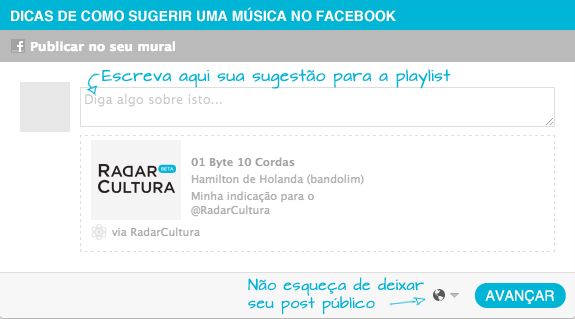 DICAS DE COMO SUGERIR UMA MÚSICA NO FACEBOOK
f Publicar no seu mural
Escreva aqui sua sugestão para a playlist
Diga algo sobre isto...
RADAR BETA
CULTURA
01 Byte 10 Cordas
Hamilton de Holanda (bandolim)
Minha indicação para o
@RadarCultura
via RadarCultura
Não esqueça de deixar
seu post público
AVANÇAR